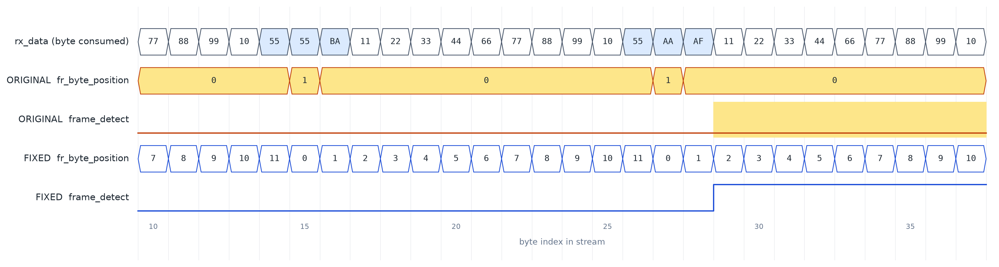 rx_data (byte consumed) 77 88 99 10 55 55 BA 11 22 33 44 66 77 88 99 10 55 AA AF 11 22 33 44 66 77 88 99 10
ORIGINAL fr_byte_position 0 1 0 1 0
ORIGINAL frame_detect
FIXED fr_byte_position 7 8 9 10 11 0 1 2 3 4 5 6 7 8 9 10 11 0 1 2 3 4 5 6 7 8 9 10
FIXED frame_detect
10 15 20 25 30 35
byte index in stream